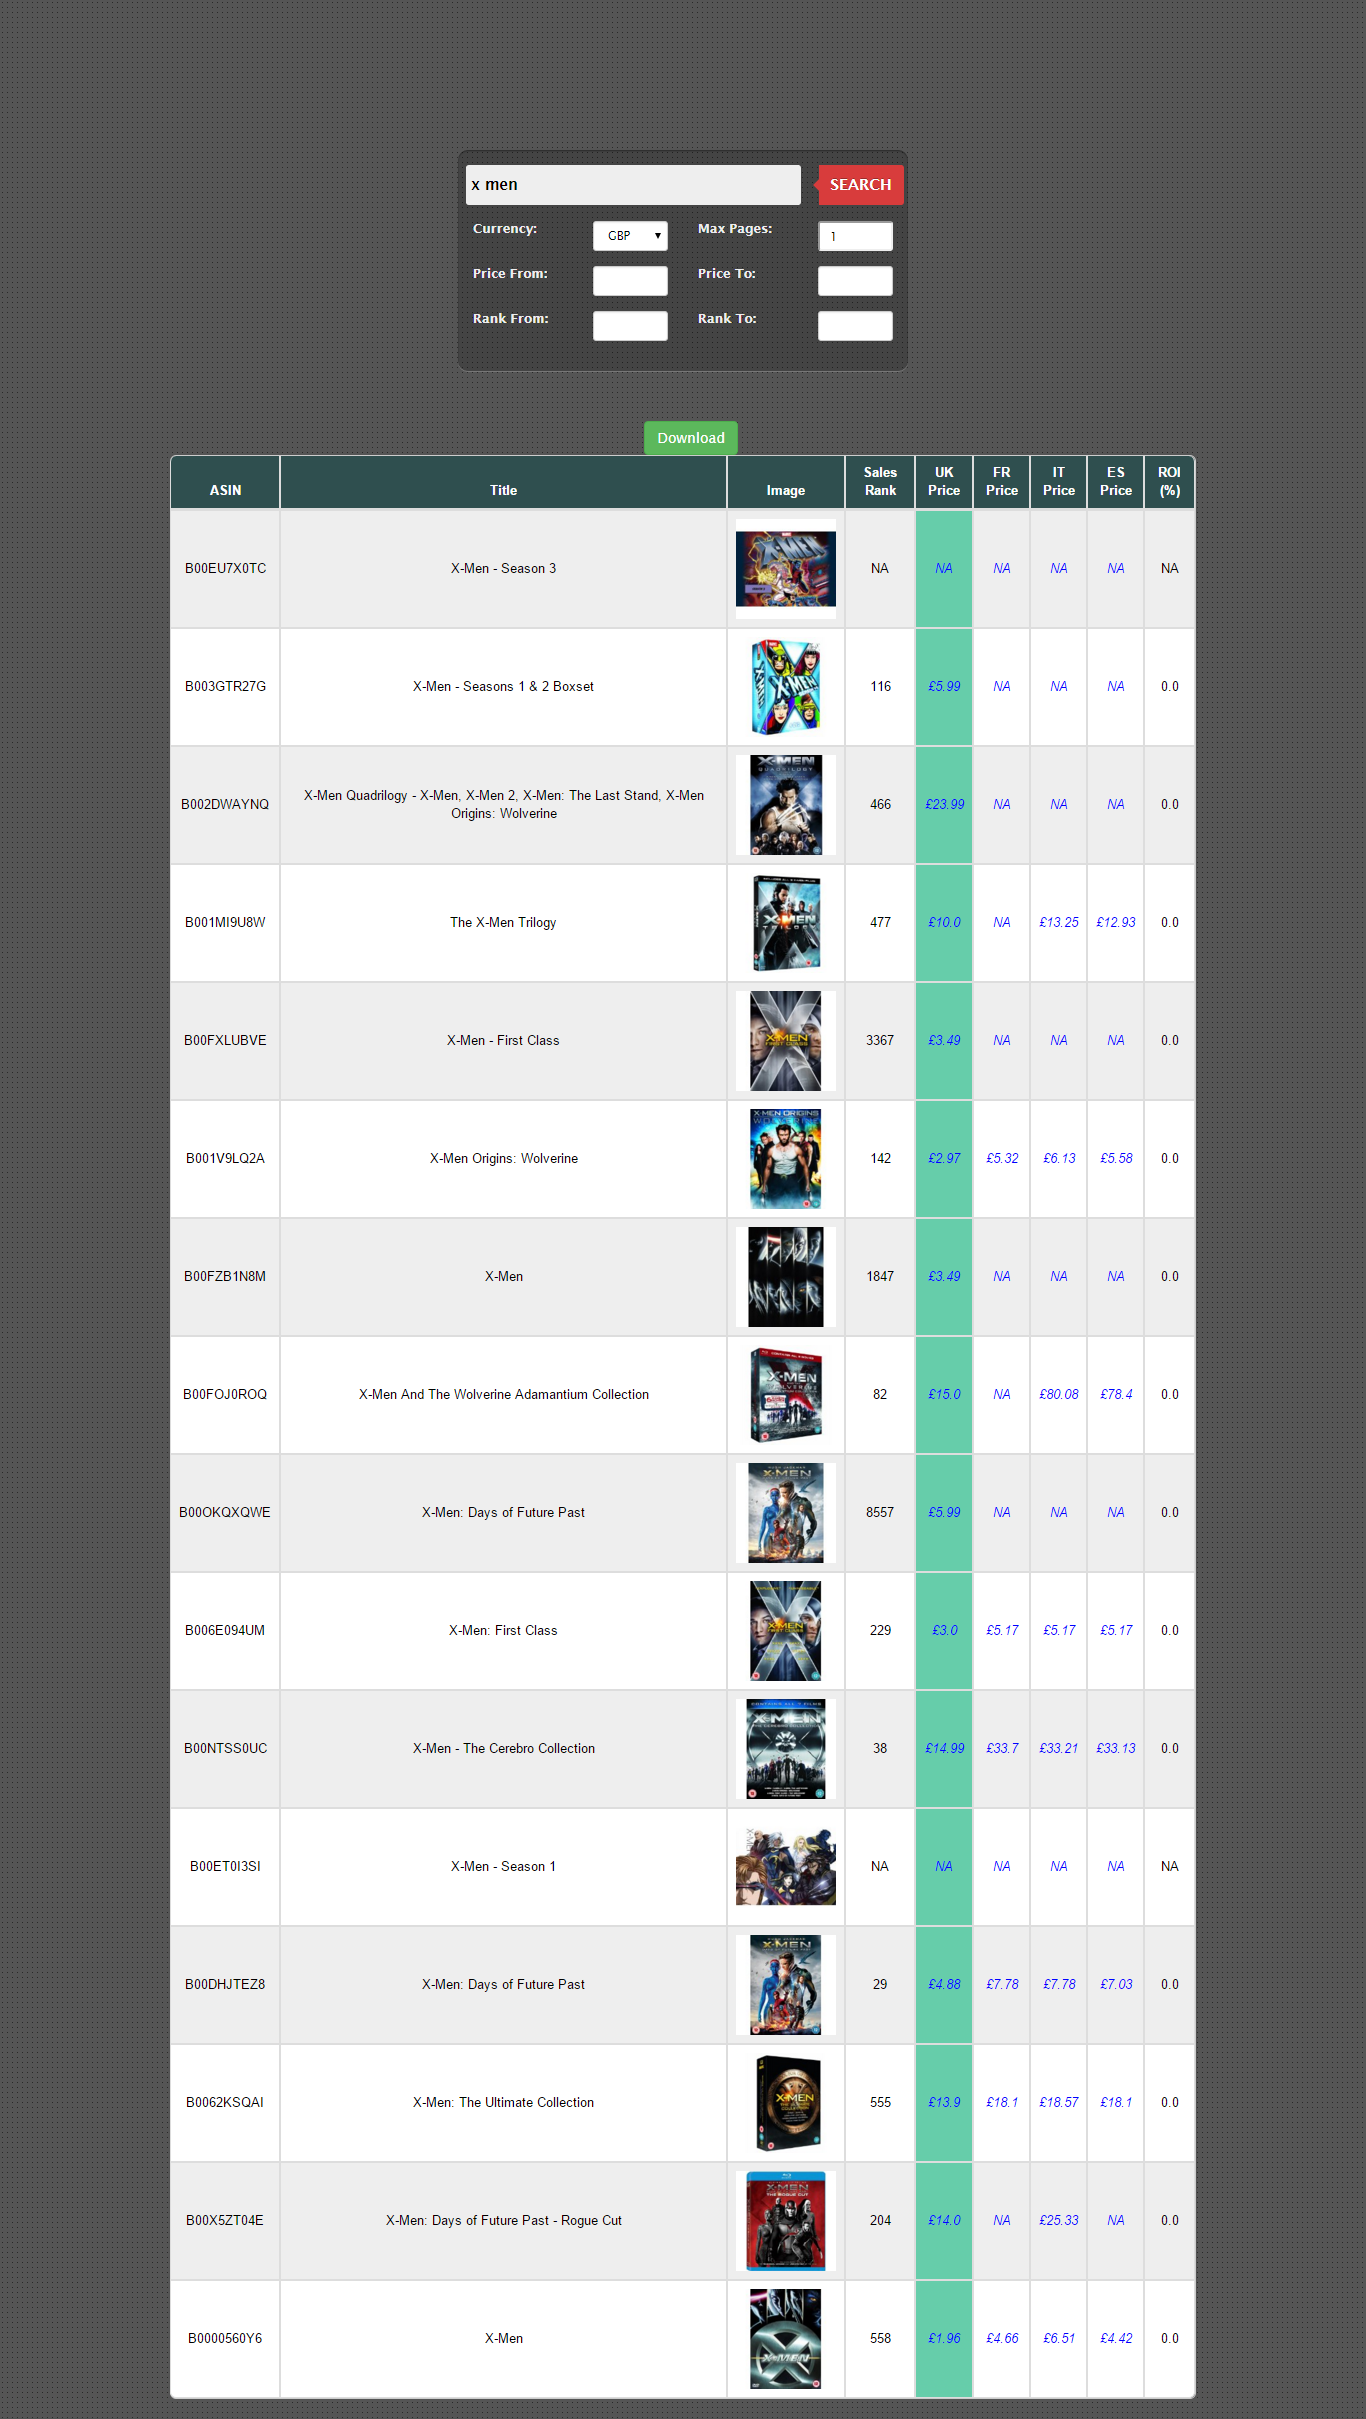 x men
SEARCH
Currency: GBP Max Pages: 1
Price From: Price To:
Rank From: Rank To:
Download
ASIN Title Image Sales Rank UK Price FR Price IT Price ES Price ROI (%)
B00EU7X0TC X-Men - Season 3 NA NA NA NA NA NA
B003GTR27G X-Men - Seasons 1 & 2 Boxset 116 £5.99 NA NA NA 0.0
B002DWAYNQ X-Men Quadrilogy - X-Men, X-Men 2, X-Men: The Last Stand, X-Men
Origins: Wolverine 466 £23.99 NA NA NA 0.0
B001MI9U8W The X-Men Trilogy 477 £10.0 NA £13.25 £12.93 0.0
B00FXLUBVE X-Men - First Class 3367 £3.49 NA NA NA 0.0
B001V9LQ2A X-Men Origins: Wolverine 142 £2.97 £5.32 £6.13 £5.58 0.0
B00FZB1N8M X-Men 1847 £3.49 NA NA NA 0.0
B00FOJ0ROQ X-Men And The Wolverine Adamantium Collection 82 £15.0 NA £80.08 £78.4 0.0
B00OKQXQWE X-Men: Days of Future Past 8557 £5.99 NA NA NA 0.0
B006E094UM X-Men: First Class 229 £3.0 £5.17 £5.17 £5.17 0.0
B00NTSS0UC X-Men - The Cerebro Collection 38 £14.99 £33.7 £33.21 £33.13 0.0
B00ET0I3SI X-Men - Season 1 NA NA NA NA NA NA
B00DHJTEZ8 X-Men: Days of Future Past 29 £4.88 £7.78 £7.78 £7.03 0.0
B0062KSQAI X-Men: The Ultimate Collection 555 £13.9 £18.1 £18.57 £18.1 0.0
B00X5ZT04E X-Men: Days of Future Past - Rogue Cut 204 £14.0 NA £25.33 NA 0.0
B0000560Y6 X-Men 558 £1.96 £4.66 £6.51 £4.42 0.0